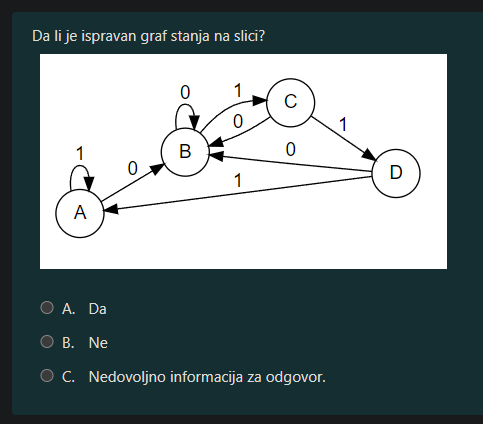 Da li je ispravan graf stanja na slici?
0
1
C
0
1
1
B
0
0
D
1
A
A. Da
B. Ne
C. Nedovoljno informacija za odgovor.